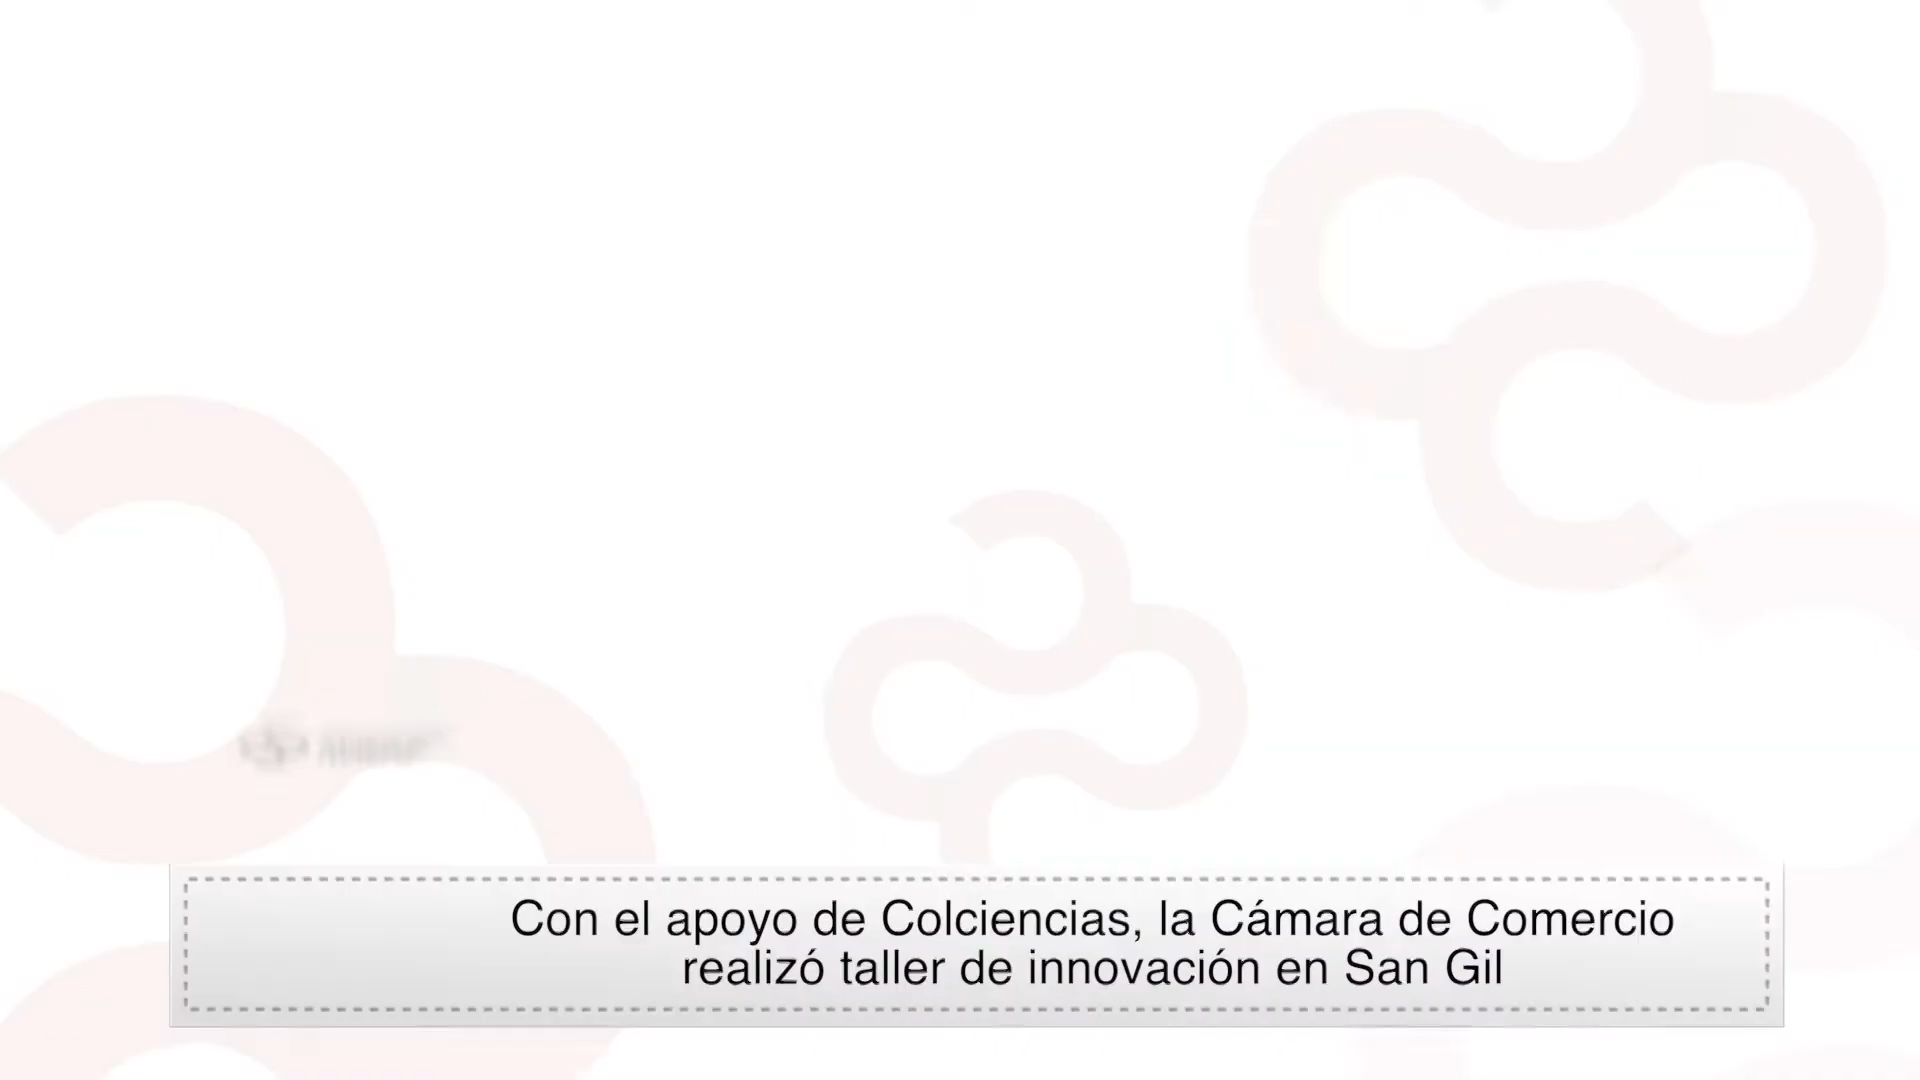 Con el apoyo de Colciencias, la Cámara de Comercio
realizó taller de innovación en San Gil